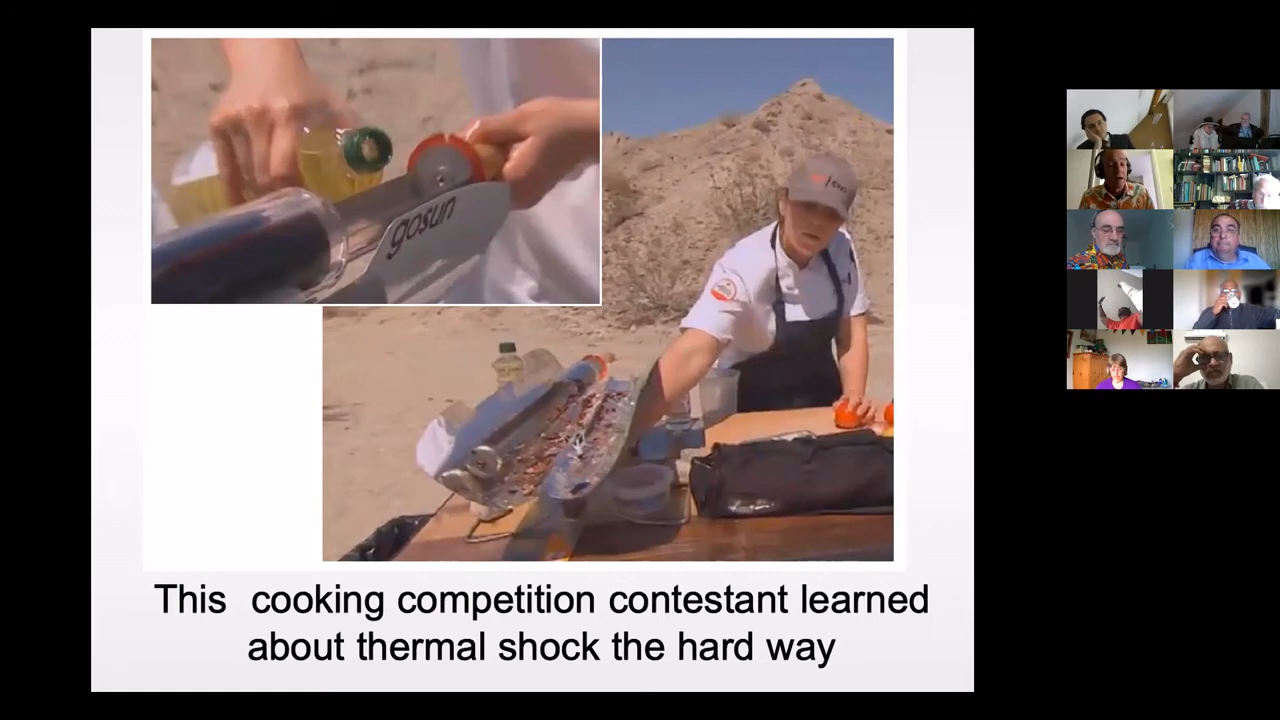 gosun
This cooking competition contestant learned
about thermal shock the hard way